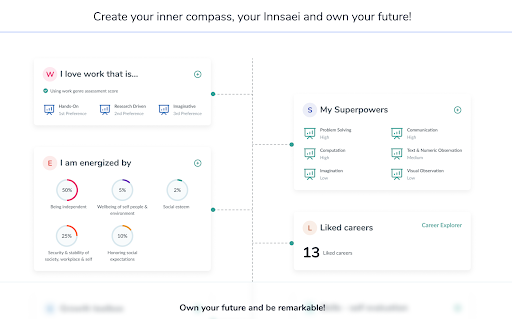 Create your inner compass, your Innsaei and own your future!
W I love work that is...
Using work genre assessment score
Hands-On
1st Preference
Research Driven
2nd Preference
Imaginative
3rd Preference
E I am energized by
50%
Being independent
5%
Wellbeing of self people &
environment
2%
Social esteem
25%
Security & stability of
society, workplace & self
10%
Honoring social
expectations
S My Superpowers
Problem Solving
High
Communication
High
Computation
High
Text & Numeric Observation
Medium
Imagination
Low
Visual Observation
Low
L Liked careers
Career Explorer
13 Liked careers
Own your future and be remarkable!